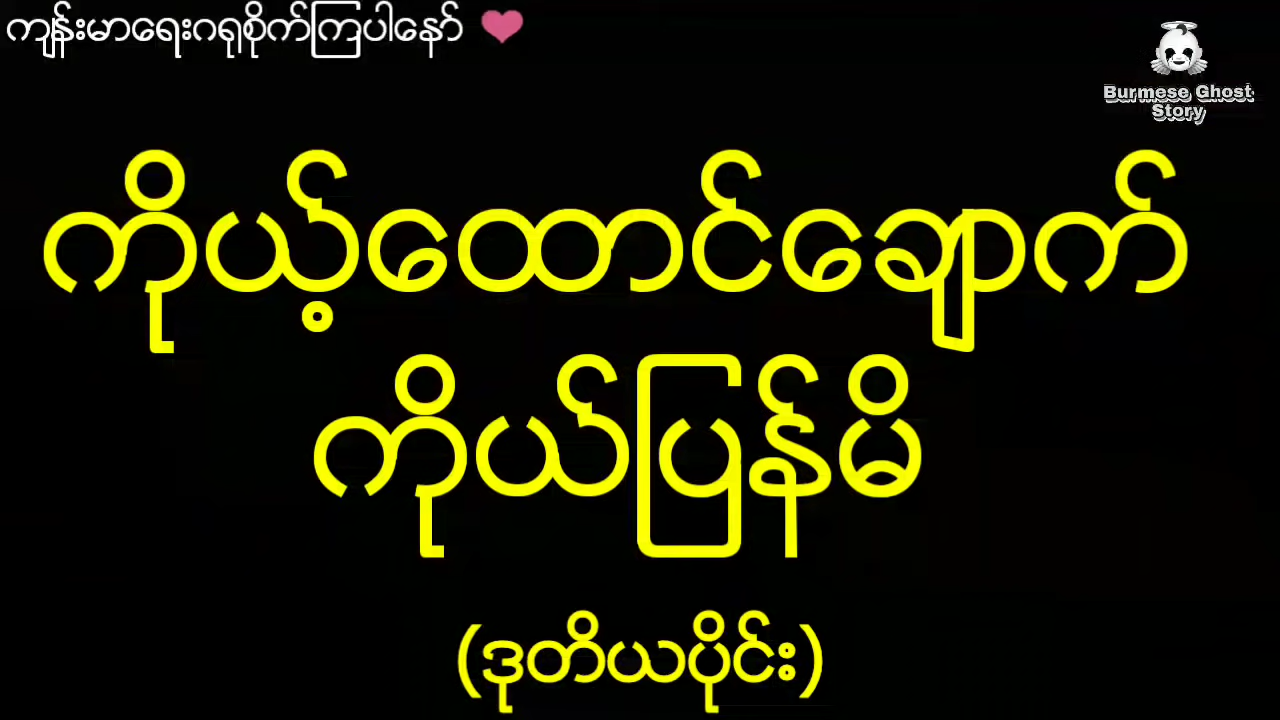 ကျန်းမာရေးဂရုစိုက်ကြပါနော် ❤
Burmese Ghost
Story
ကိုယ့်ထောင်ချောက်
ကိုယ်ပြန်မိ
(ဒုတိယပိုင်း)